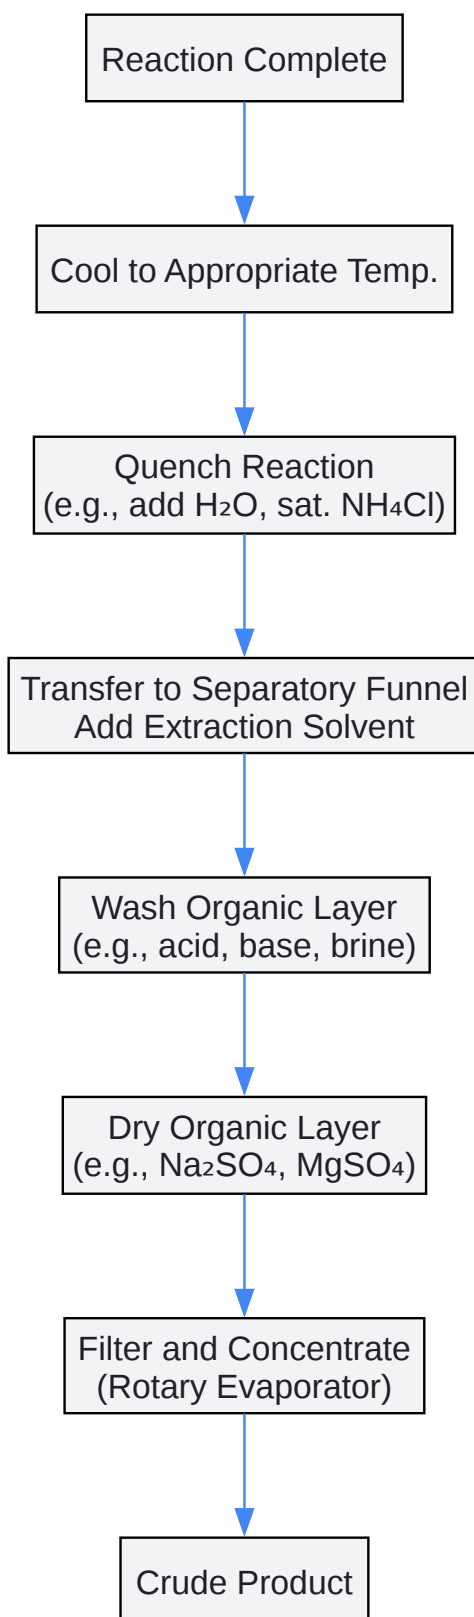 Reaction Complete
Cool to Appropriate Temp.
Quench Reaction
(e.g., add H₂O, sat. NH₄Cl)
Transfer to Separatory Funnel
Add Extraction Solvent
Wash Organic Layer
(e.g., acid, base, brine)
Dry Organic Layer
(e.g., Na₂SO₄, MgSO₄)
Filter and Concentrate
(Rotary Evaporator)
Crude Product